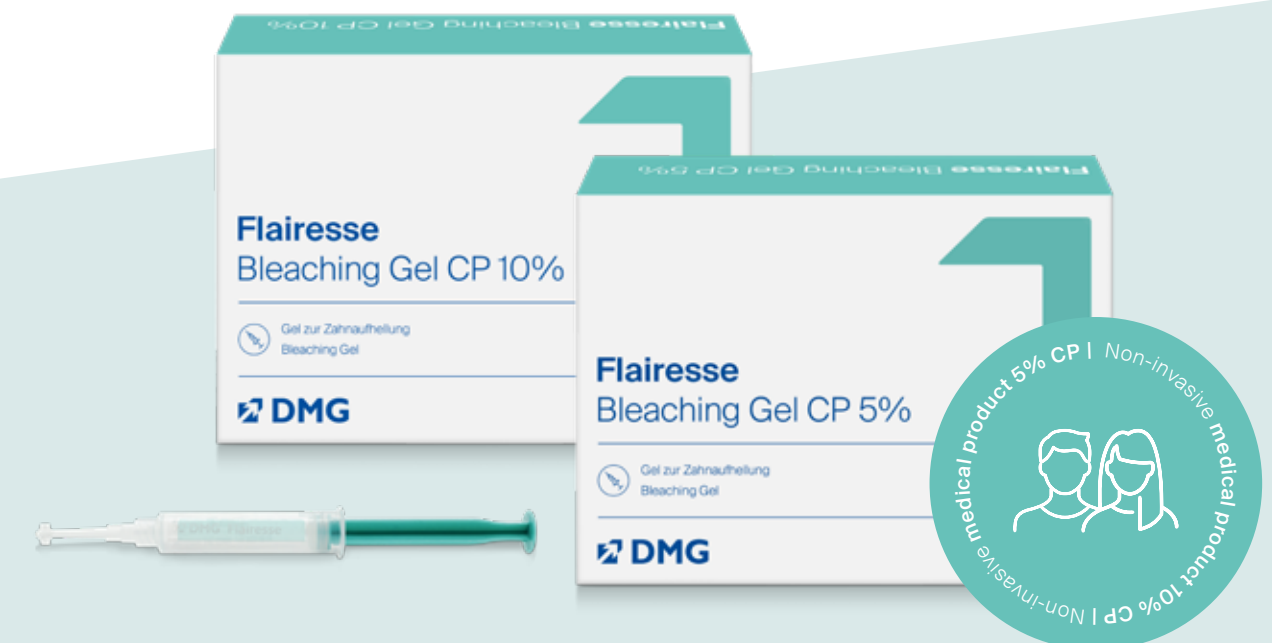 Flairesse Bleaching Gel CP 10%
Flairesse
Bleaching Gel CP 10%
Gel zur Zahnaufhellung
Bleaching Gel
DMG
Flairesse Bleaching Gel CP 5%
Flairesse
Bleaching Gel CP 5%
Gel zur Zahnaufhellung
Bleaching Gel
DMG
DMG Flairesse
Non-invasive medical product 5% CP |
Non-invasive medical product 10% CP |